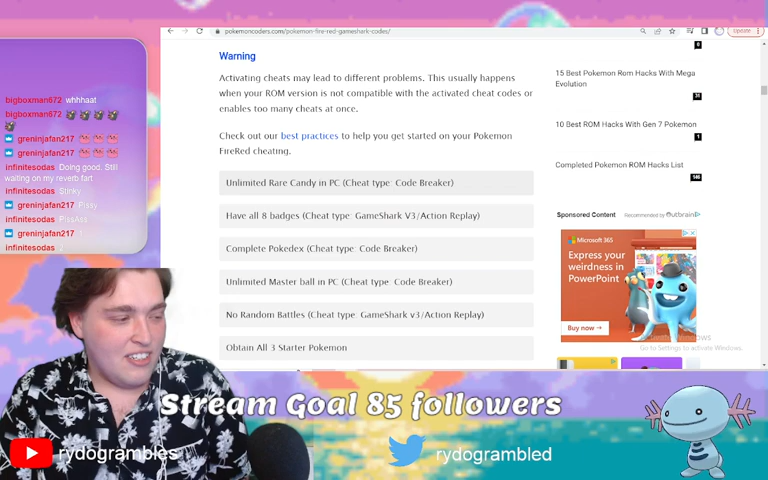 pokemoncoders.com/pokemon-fire-red-gameshark-codes/
Update
Warning
Activating cheats may lead to different problems. This usually happens
when your ROM version is not compatible with the activated cheat codes or
enables too many cheats at once.
Check out our best practices to help you get started on your Pokemon
FireRed cheating.
Unlimited Rare Candy in PC (Cheat type: Code Breaker)
Have all 8 badges (Cheat type: GameShark V3/Action Replay)
Complete Pokedex (Cheat type: Code Breaker)
Unlimited Master ball in PC (Cheat type: Code Breaker)
No Random Battles (Cheat type: GameShark v3/Action Replay)
Obtain All 3 Starter Pokemon
15 Best Pokemon Rom Hacks With Mega
Evolution
10 Best ROM Hacks With Gen 7 Pokemon
1
Completed Pokemon ROM Hacks List
146
Sponsored Content
Recommended by Outbrain
Microsoft 365
Express your
weirdness in
PowerPoint
Buy now →
Go to Settings to activate Windows.
bigboxman672: whhhaat
bigboxman672:
greninjafan217:
greninjafan217:
infinitesodas: Doing good. Still
waiting on my reverb fart
infinitesodas: Stinky
greninjafan217: Pissy
infinitesodas: PissAss
greninjafan217: !
infinitesodas: !
Stream Goal 85 followers
rydogrambles
rydogrambled